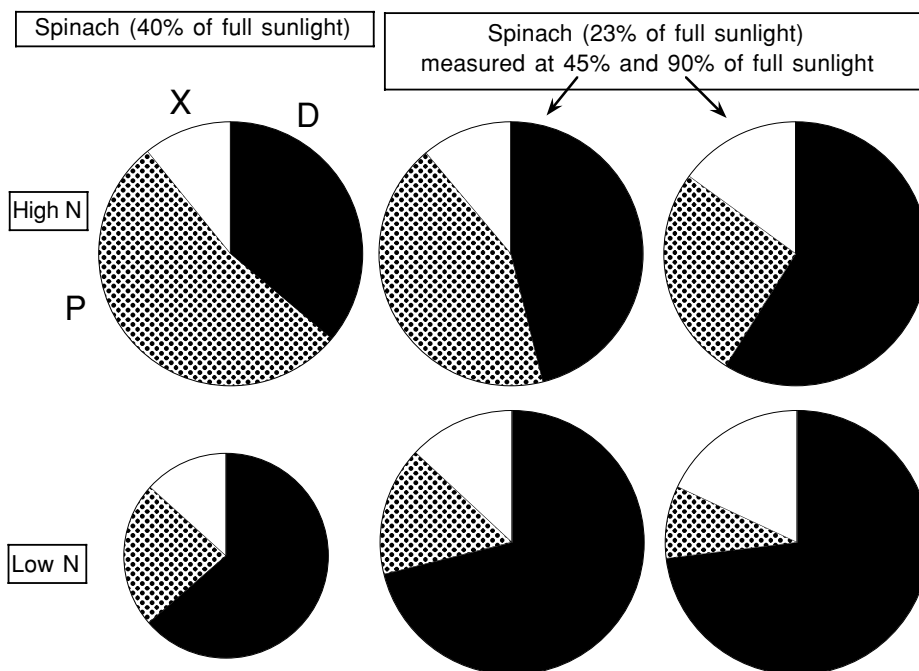 Spinach (40% of full sunlight)
Spinach (23% of full sunlight)
measured at 45% and 90% of full sunlight
X
D
High N
P
Low N